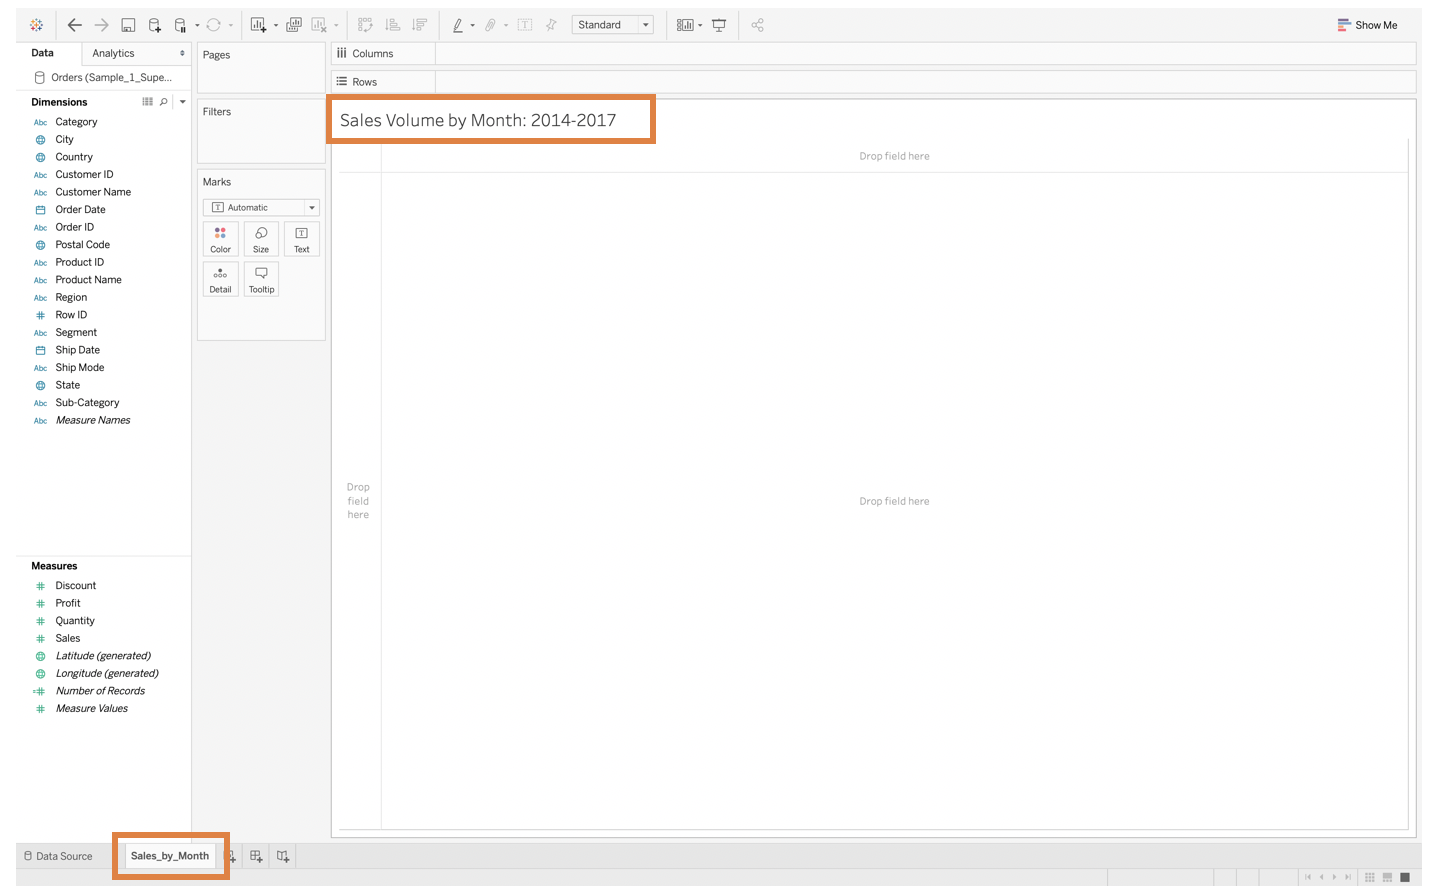 Standard
Show Me
Data
Analytics
Orders (Sample_1_Supe...
Dimensions
Abc Category
City
Country
Abc Customer ID
Abc Customer Name
Order Date
Abc Order ID
Postal Code
Abc Product ID
Abc Product Name
Abc Region
# Row ID
Abc Segment
Ship Date
Abc Ship Mode
State
Abc Sub-Category
Abc Measure Names
Measures
# Discount
# Profit
# Quantity
# Sales
Latitude (generated)
Longitude (generated)
=# Number of Records
# Measure Values
Pages
Filters
Marks
T Automatic
Color
Size
Text
Detail
Tooltip
Columns
Rows
Sales Volume by Month: 2014-2017
Drop field here
Drop
field
here
Drop field here
Data Source
Sales_by_Month